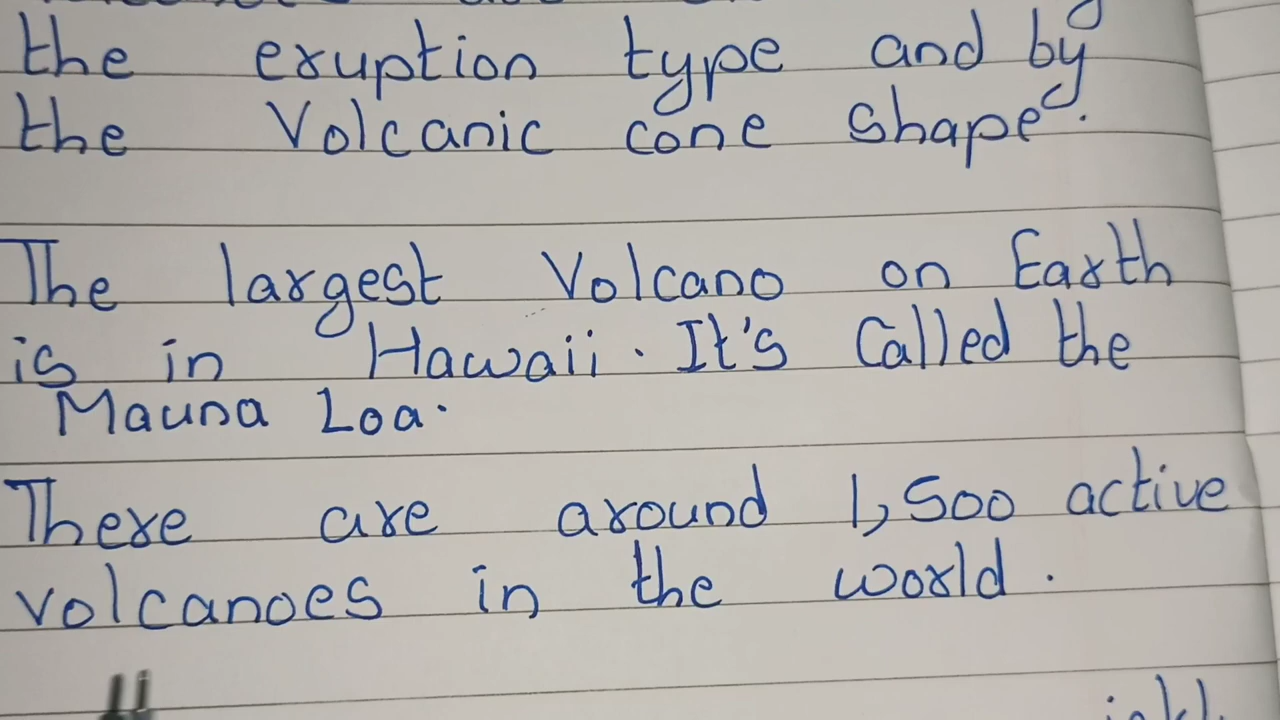 the eruption type and by
the Volcanic cone shape.
The largest Volcano on Earth
is in Hawaii. It's Called the
Mauna Loa.
There are around 1,500 active
volcanoes in the world.